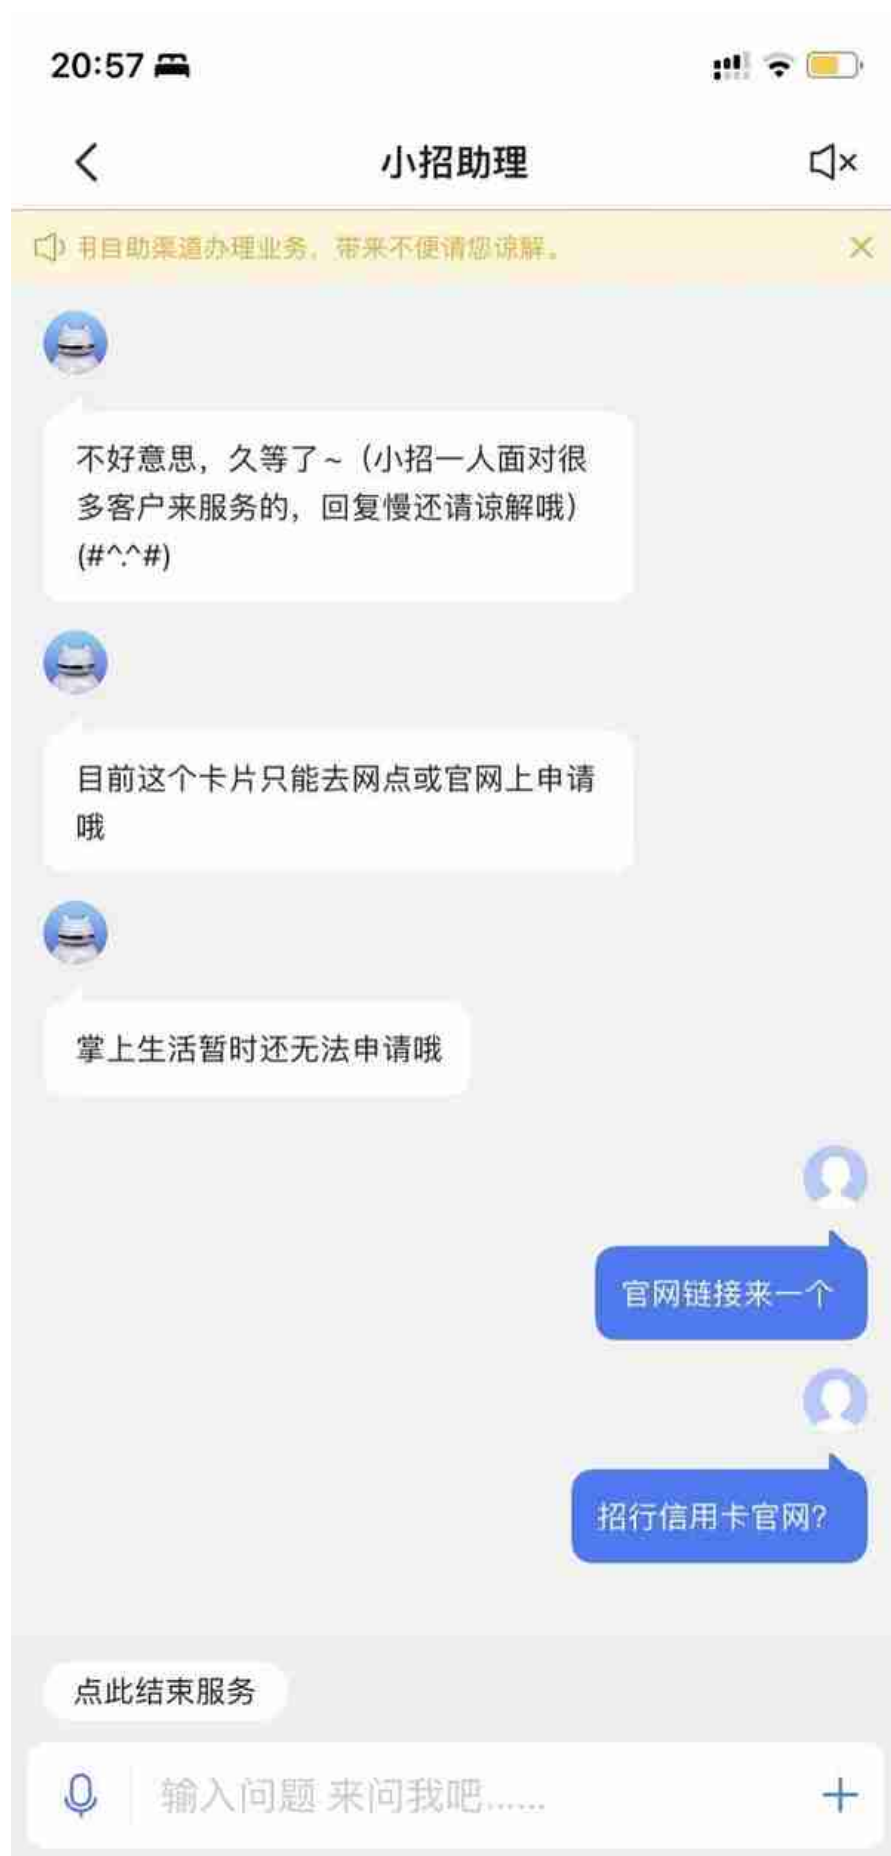 20:57
小招助理
用自助渠道办理业务，带来不便请您谅解。
不好意思，久等了~（小招一人面对很
多客户来服务的，回复慢还请谅解哦）
(#^.^#)
目前这个卡片只能去网点或官网上申请
哦
掌上生活暂时还无法申请哦
官网链接来一个
招行信用卡官网?
点此结束服务
输入问题 来问我吧......